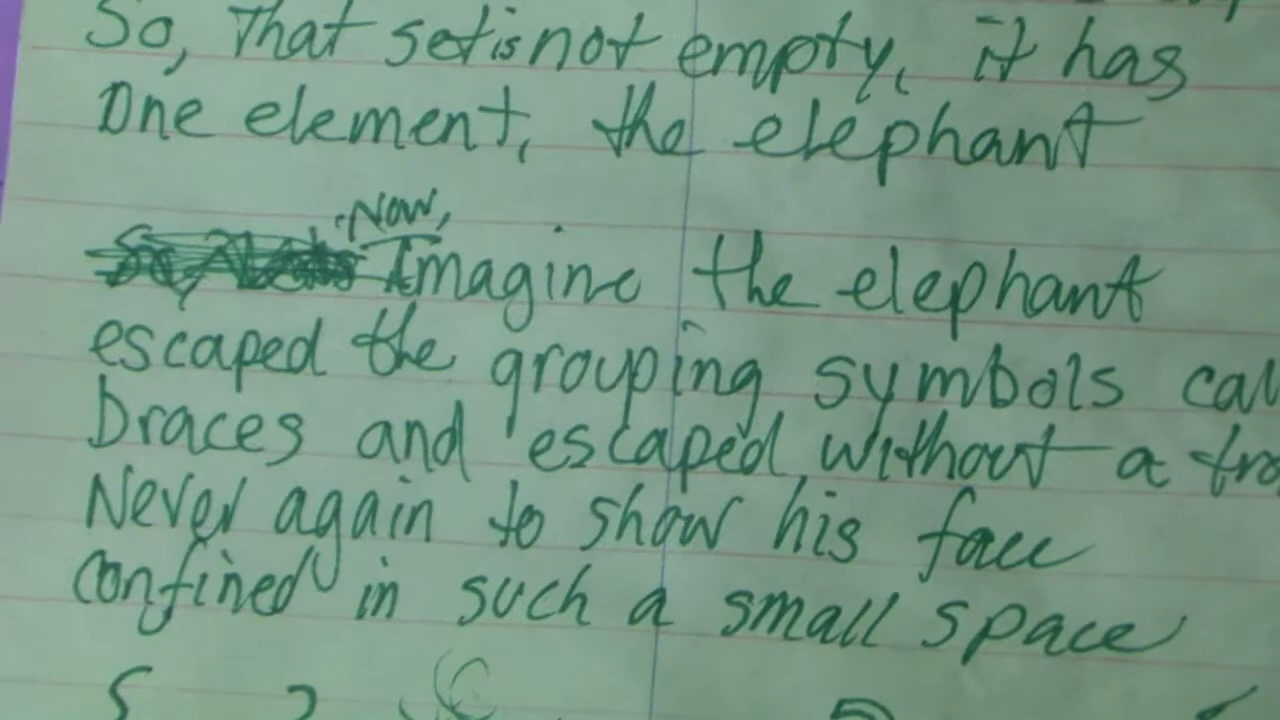 So, That set is not empty, it has
One element, the elephant
Now,
Imagine the elephant
escaped the grouping symbols
braces and escaped without a
Never again to show his face
confined in such a small space